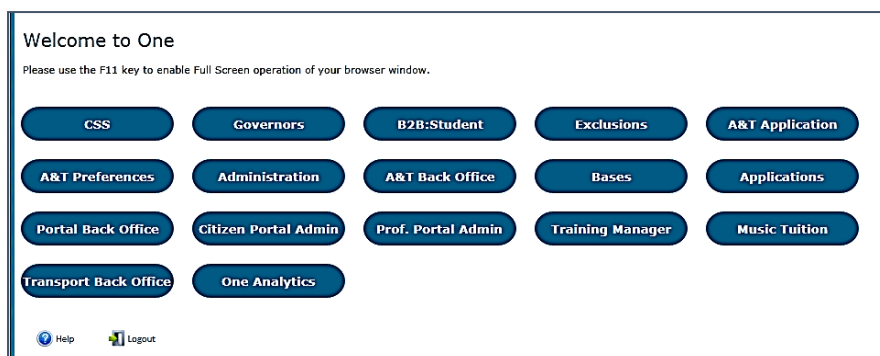 Welcome to One
Please use the F11 key to enable Full Screen operation of your browser window.
CSS Governors B2B:Student Exclusions A&T Application
A&T Preferences Administration A&T Back Office Bases Applications
Portal Back Office Citizen Portal Admin Prof. Portal Admin Training Manager Music Tuition
Transport Back Office One Analytics
Help Logout